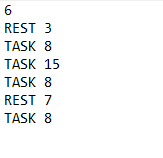 6
REST 3
TASK 8
TASK 15
TASK 8
REST 7
TASK 8